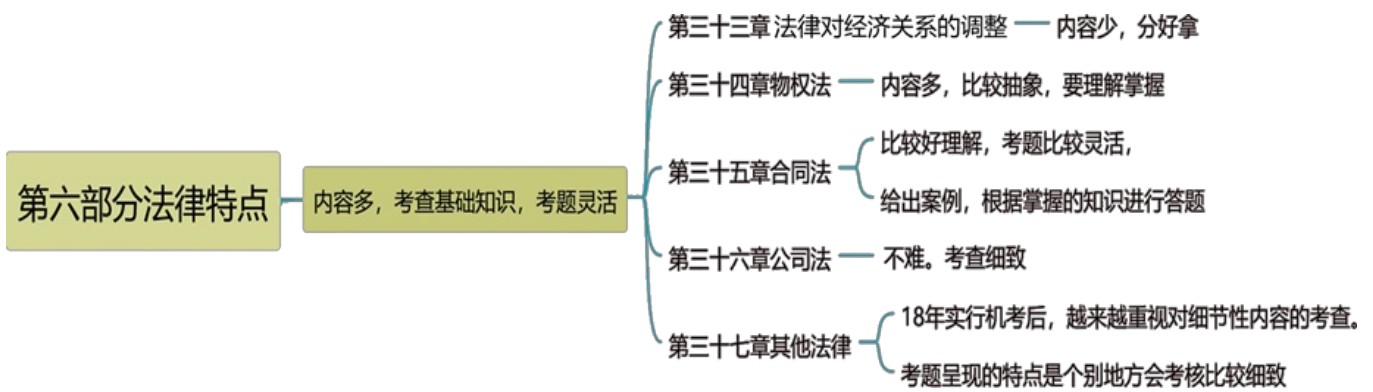 第六部分法律特点
内容多，考查基础知识，考题灵活
第三十三章法律对经济关系的调整
内容少，分好拿
第三十四章物权法
内容多，比较抽象，要理解掌握
第三十五章合同法
比较好理解，考题比较灵活，
给出案例，根据掌握的知识进行答题
第三十六章公司法
不难。考查细致
第三十七章其他法律
18年实行机考后，越来越重视对细节性内容的考查。
考题呈现的特点是个别地方会考核比较细致